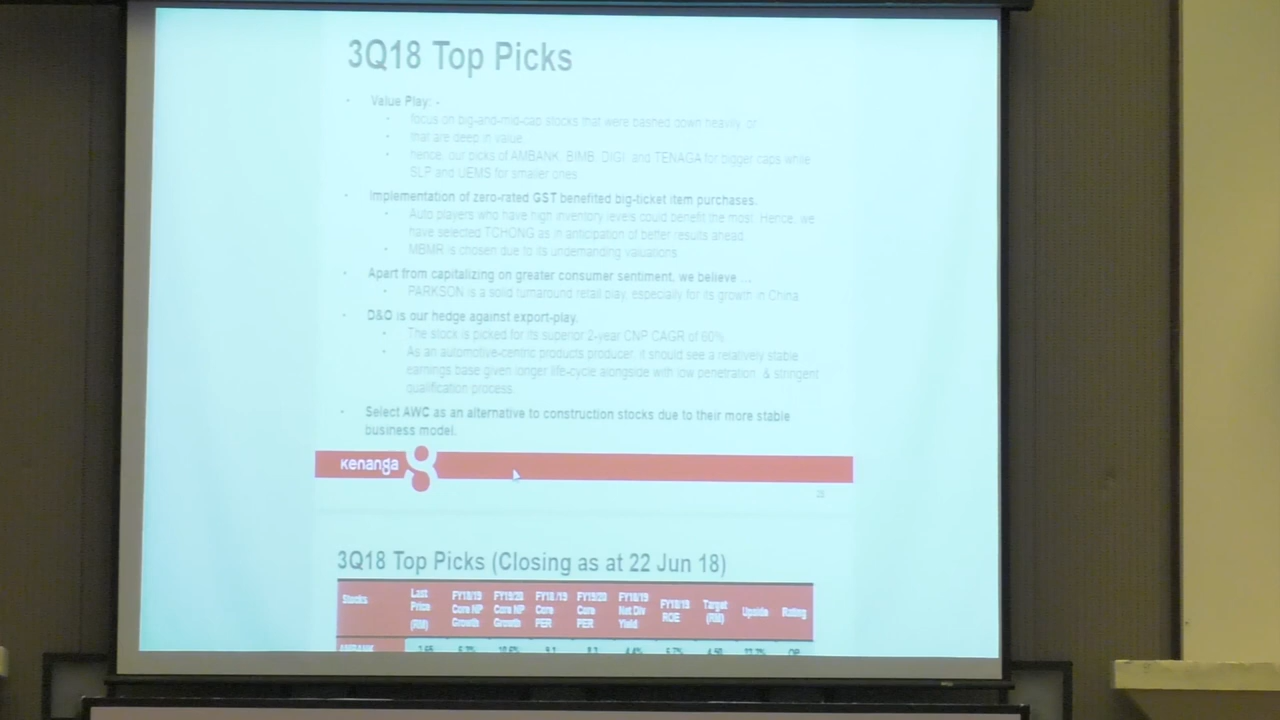 3Q18 Top Picks
Value Play: -
focus on big-and-mid-cap stocks that were bashed down heavily, or
that are deep in value.
hence, our picks of AMBANK, BIMB, DIGI, and TENAGA for bigger caps while
SLP and UEMS for smaller ones.
Implementation of zero-rated GST benefited big-ticket item purchases.
Auto players who have high inventory levels could benefit the most. Hence, we
have selected TCHONG as in anticipation of better results ahead.
MBMR is chosen due to its undemanding valuations.
Apart from capitalizing on greater consumer sentiment, we believe ...
PARKSON is a solid turnaround retail play, especially for its growth in China.
D&O is our hedge against export-play.
The stock is picked for its superior 2-year CNP CAGR of 60%.
As an automotive-centric products producer, it should see a relatively stable
earnings base given longer life-cycle alongside with low penetration & stringent
qualification process.
Select AWC as an alternative to construction stocks due to their more stable
business model.
kenanga
3Q18 Top Picks (Closing as at 22 Jun 18)
Stocks Last Price (RM) FY18/19 Core NP Growth FY19/20 Core NP Growth FY18/19 Core PER FY19/20 Core PER FY18/19 Net Div Yield FY18/19 ROE Target (RM) Upside Rating
AMBANK